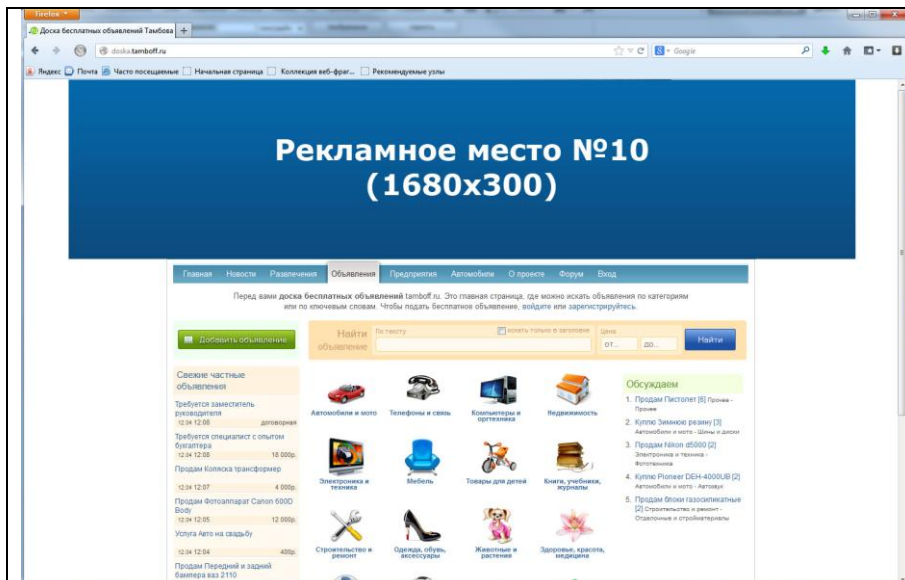 Firefox
Доска бесплатных объявлений Тамбова
doska.tamboff.ru
Google
Яндекс Почта Часто посещаемые Начальная страница Коллекция веб-фраг... Рекомендуемые узлы
Рекламное место №10
(1680x300)
Главная Новости Развлечения Объявления Предприятия Автомобили О проекте Форум Вход
Перед вами доска бесплатных объявлений tamboff.ru. Это главная страница, где можно искать объявления по категориям
или по ключевым словам. Чтобы подать бесплатное объявление, войдите или зарегистрируйтесь.
Добавить объявление
Найти
объявление
По тексту
искать только в заголовке
Цена
от...
до...
Найти
Свежие частные
объявления
Требуется заместитель
руководителя
12.04 12:08 договорная
Требуется специалист с опытом
бухгалтера
12.04 12:08 18 000р.
Продам Коляска трансформер
12.04 12:07 4 000р.
Продам Фотоаппарат Canon 600D
Body
12.04 12:05 12 000р.
Услуга Авто на свадьбу
12.04 12:04 400р.
Продам Передний и задний
бампера ваз 2110
Автомобили и мото
Телефоны и связь
Компьютеры и
оргтехника
Недвижимость
Электроника и
техника
Мебель
Товары для детей
Книги, учебники,
журналы
Строительство и
ремонт
Одежда, обувь,
аксессуары
Животные и
растения
Здоровье, красота,
медицина
Обсуждаем
1. Продам Пистолет [6] Прочее -
Прочее
2. Куплю Зимнюю резину [3]
Автомобили и мото - Шины и диски
3. Продам Nikon d5000 [2]
Электроника и техника -
Фототехника
4. Куплю Pioneer DEH-4000UB [2]
Автомобили и мото - Автозвук
5. Продам блоки газосиликатные
[2] Строительство и ремонт -
Отделочные и стройматериалы